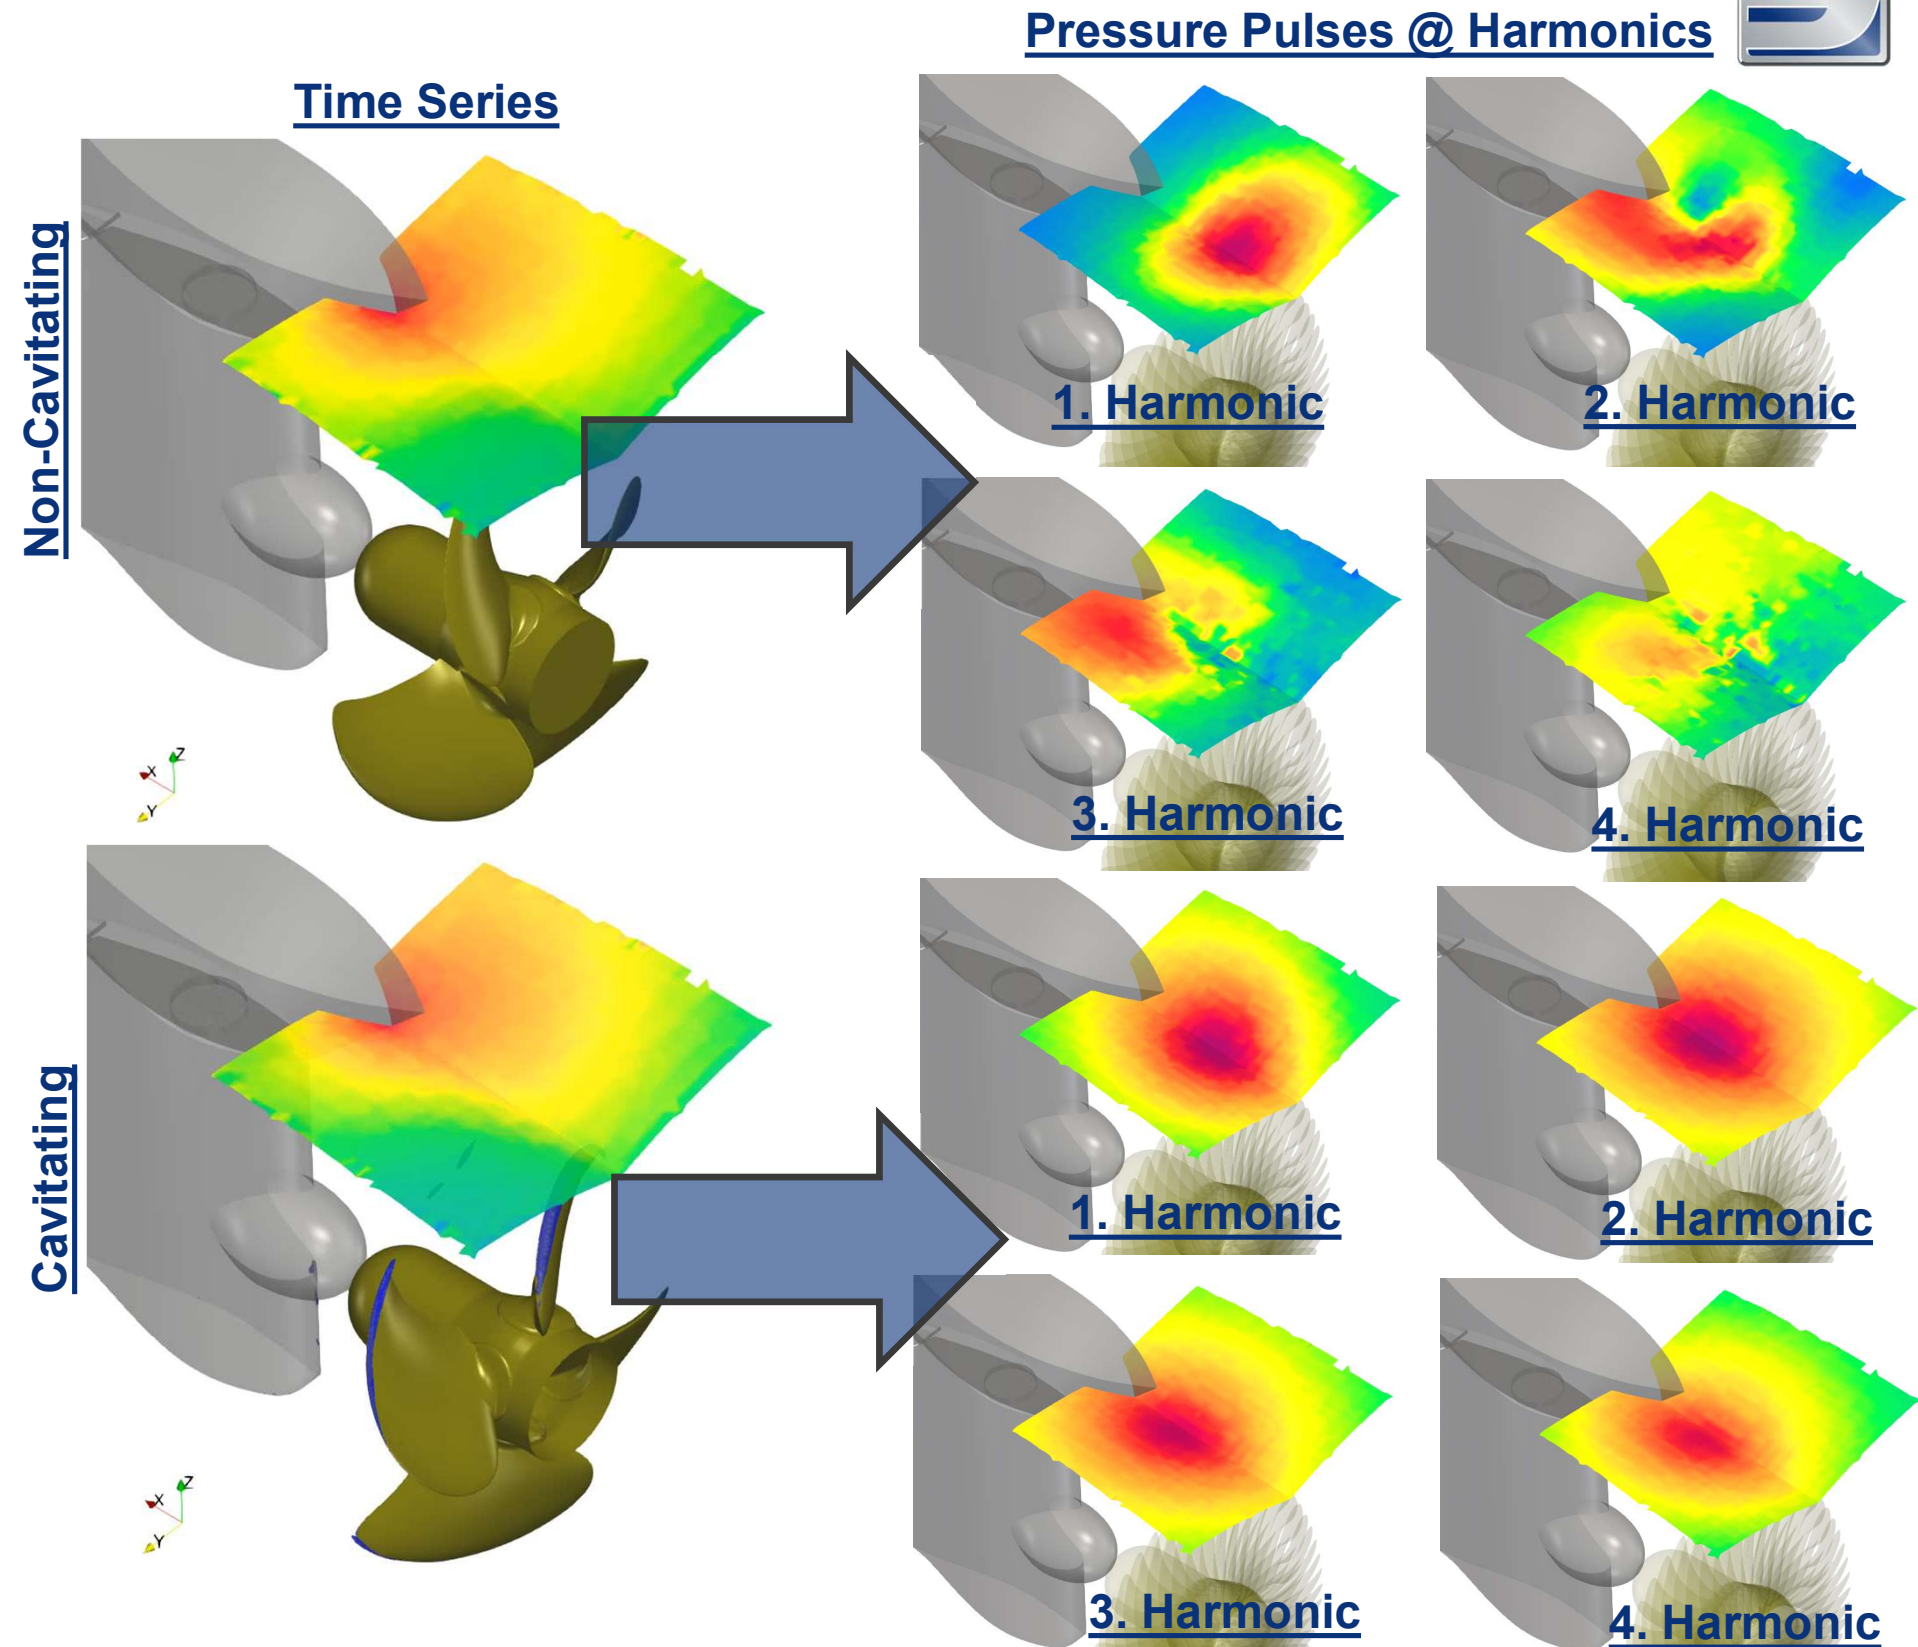 Pressure Pulses @ Harmonics
Time Series
Non-Cavitating
1. Harmonic
2. Harmonic
3. Harmonic
4. Harmonic
X
Z
Y
Cavitating
1. Harmonic
2. Harmonic
3. Harmonic
4. Harmonic
X
Z
Y